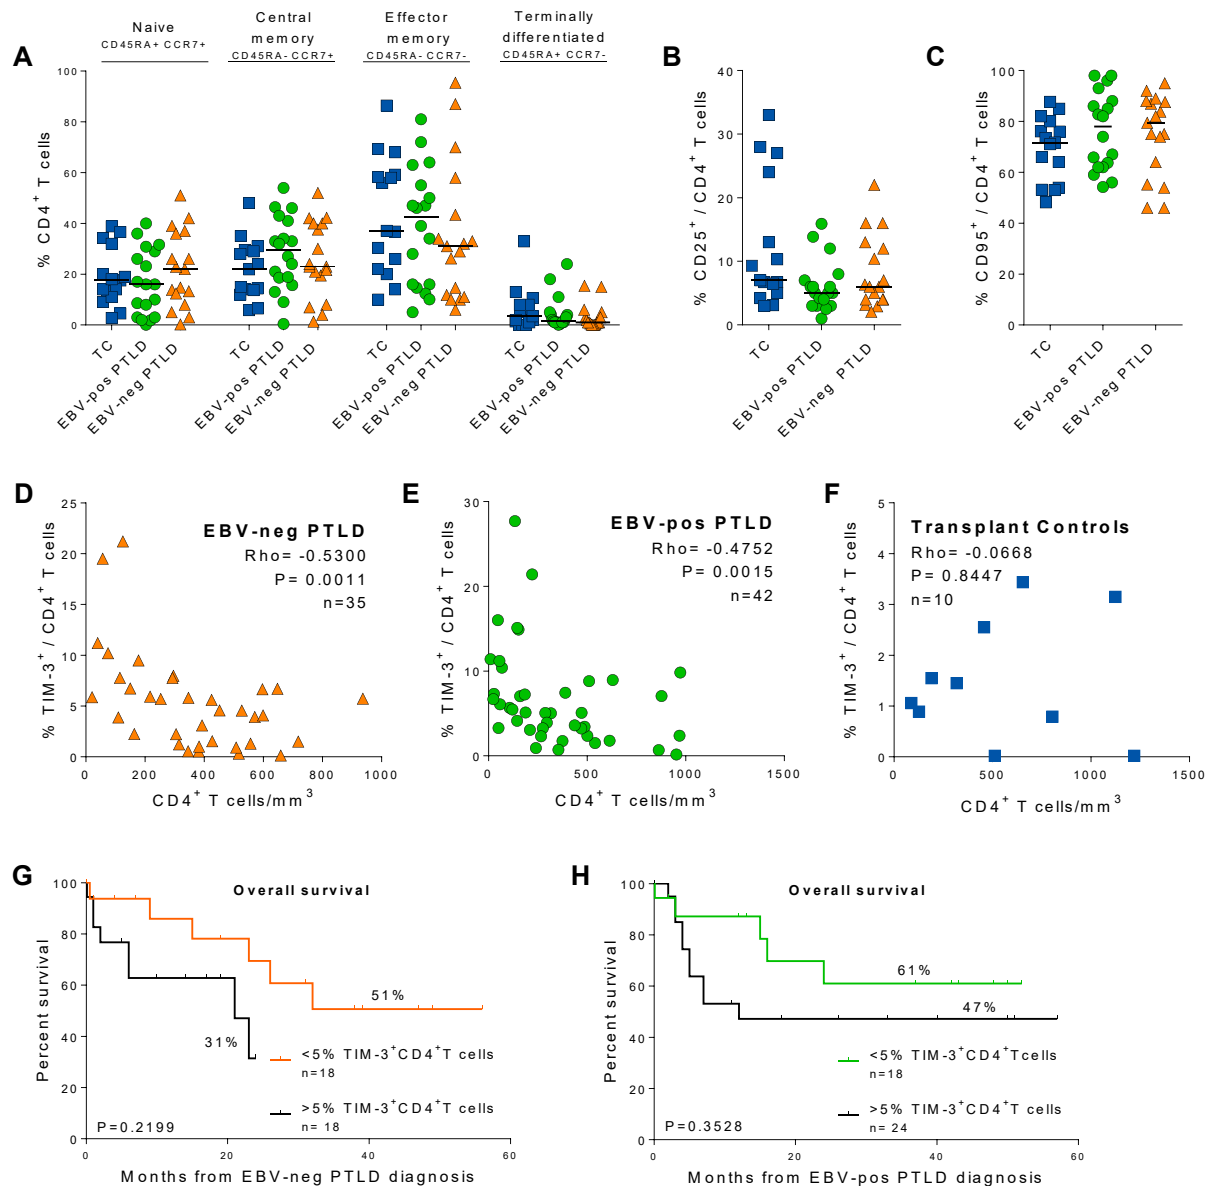 A
Naive
CD45RA+ CCR7+
Central
memory
CD45RA- CCR7+
Effector
memory
CD45RA- CCR7-
Terminally
differentiated
CD45RA+ CCR7-
% CD4+ T cells
100
80
60
40
20
0
TC
EBV-pos PTLD
EBV-neg PTLD
TC
EBV-pos PTLD
EBV-neg PTLD
TC
EBV-pos PTLD
EBV-neg PTLD
TC
EBV-pos PTLD
EBV-neg PTLD
B
% CD25+ / CD4+ T cells
40
30
20
10
0
TC
EBV-pos PTLD
EBV-neg PTLD
C
% CD95+ / CD4+ T cells
100
80
60
40
20
0
TC
EBV-pos PTLD
EBV-neg PTLD
D
EBV-neg PTLD
Rho= -0.5300
P= 0.0011
n=35
% TIM-3+ / CD4+ T cells
25
20
15
10
5
0
0 200 400 600 800 1000
CD4+ T cells/mm3
E
EBV-pos PTLD
Rho= -0.4752
P= 0.0015
n=42
% TIM-3+ / CD4+ T cells
30
20
10
0
0 500 1000 1500
CD4+ T cells/mm3
F
Transplant Controls
Rho= -0.0668
P= 0.8447
n=10
% TIM-3+ / CD4+ T cells
5
4
3
2
1
0
0 500 1000 1500
CD4+ T cells/mm3
G
Overall survival
Percent survival
100
80
60
40
20
0
51%
31%
<5% TIM-3+CD4+T cells
n=18
>5% TIM-3+CD4+T cells
n= 18
P=0.2199
0 20 40 60
Months from EBV-neg PTLD diagnosis
H
Overall survival
Percent survival
100
80
60
40
20
0
61%
47%
<5% TIM-3+CD4+Tcells
n=18
>5% TIM-3+CD4+T cells
n= 24
P=0.3528
0 20 40 60
Months from EBV-pos PTLD diagnosis